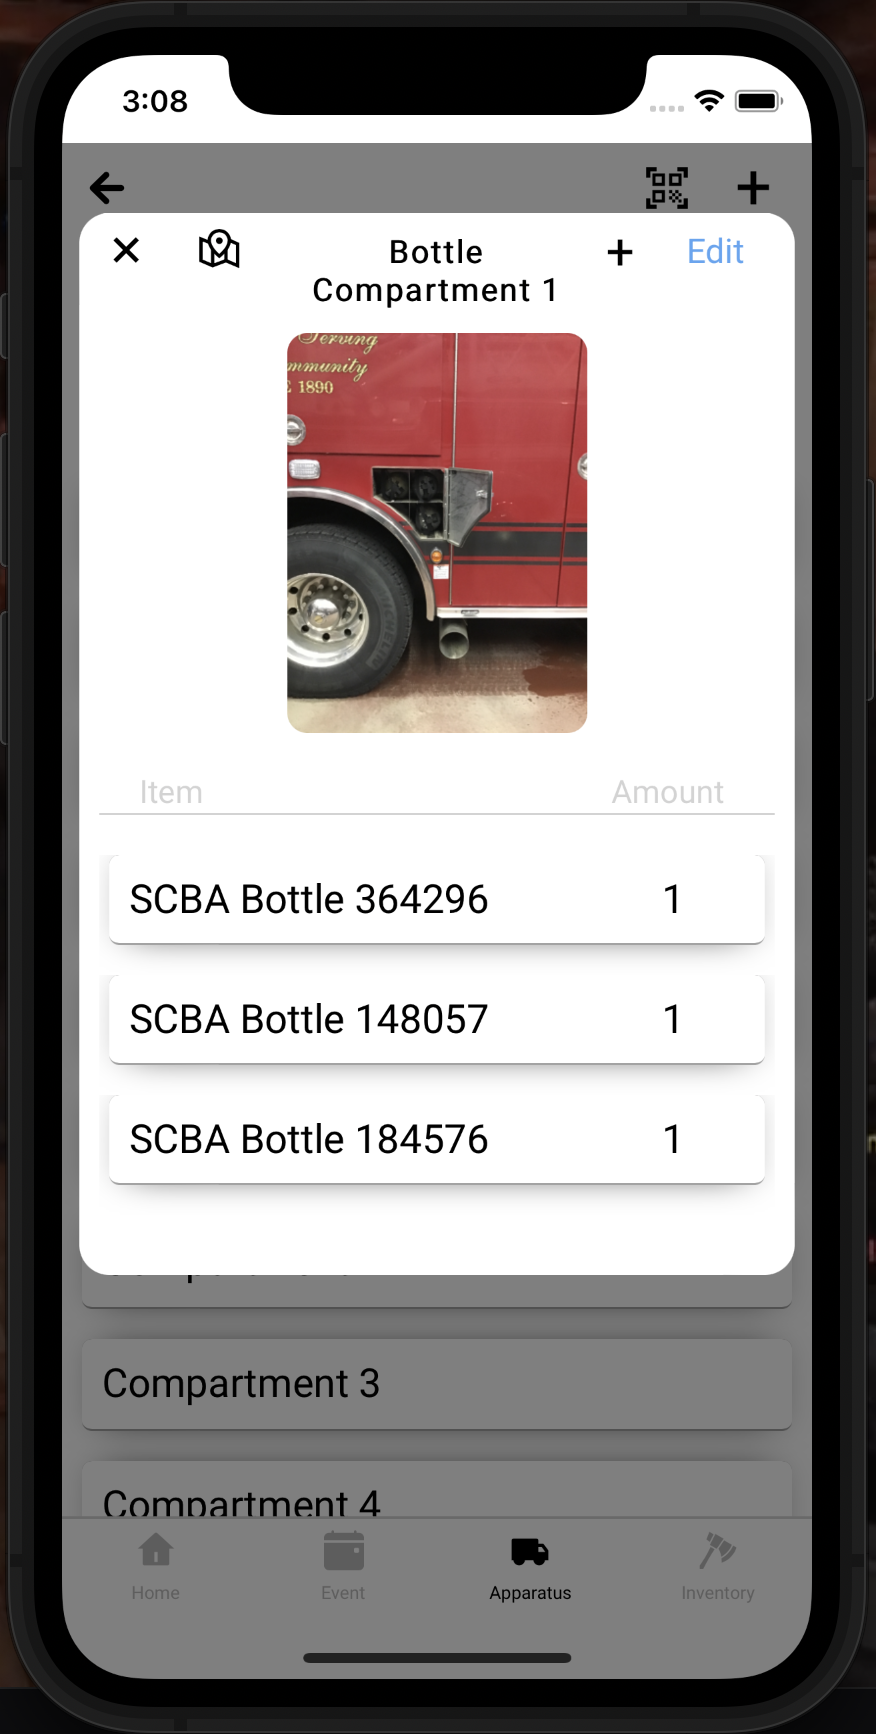 3:08
Bottle
Compartment 1
Edit
Serving
mmunity
1890
Item
Amount
SCBA Bottle 364296
1
SCBA Bottle 148057
1
SCBA Bottle 184576
1
Compartment 3
Compartment 4
Home
Event
Apparatus
Inventory